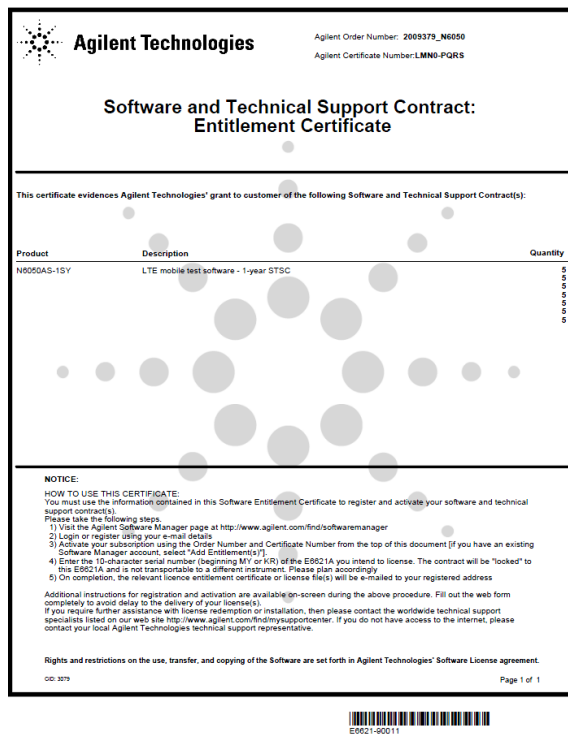 Agilent Technologies
Agilent Order Number: 2009379_N6050
Agilent Certificate Number:LMN0-PQRS
Software and Technical Support Contract:
Entitlement Certificate
This certificate evidences Agilent Technologies' grant to customer of the following Software and Technical Support Contract(s):
Product Description Quantity
N6050AS-1SY LTE mobile test software - 1-year STSC 5
5
5
5
5
5
5
NOTICE:
HOW TO USE THIS CERTIFICATE:
You must use the information contained in this Software Entitlement Certificate to register and activate your software and technical
support contract(s).
Please take the following steps.
1) Visit the Agilent Software Manager page at http://www.agilent.com/find/softwaremanager
2) Login or register using your e-mail details
3) Activate your subscription using the Order Number and Certificate Number from the top of this document [if you have an existing
Software Manager account, select "Add Entitlement(s)"].
4) Enter the 10-character serial number (beginning MY or KR) of the E6621A you intend to license. The contract will be "locked" to
this E6621A and is not transportable to a different instrument. Please plan accordingly
5) On completion, the relevant licence entitlement certificate or license file(s) will be e-mailed to your registered address
Additional instructions for registration and activation are available on-screen during the above procedure. Fill out the web form
completely to avoid delay to the delivery of your license(s).
If you require further assistance with license redemption or installation, then please contact the worldwide technical support
specialists listed on our web site http://www.agilent.com/find/mysupportcenter. If you do not have access to the internet, please
contact your local Agilent Technologies technical support representative.
Rights and restrictions on the use, transfer, and copying of the Software are set forth in Agilent Technologies' Software License agreement.
OID: 3079 Page 1 of 1
E6621-90011